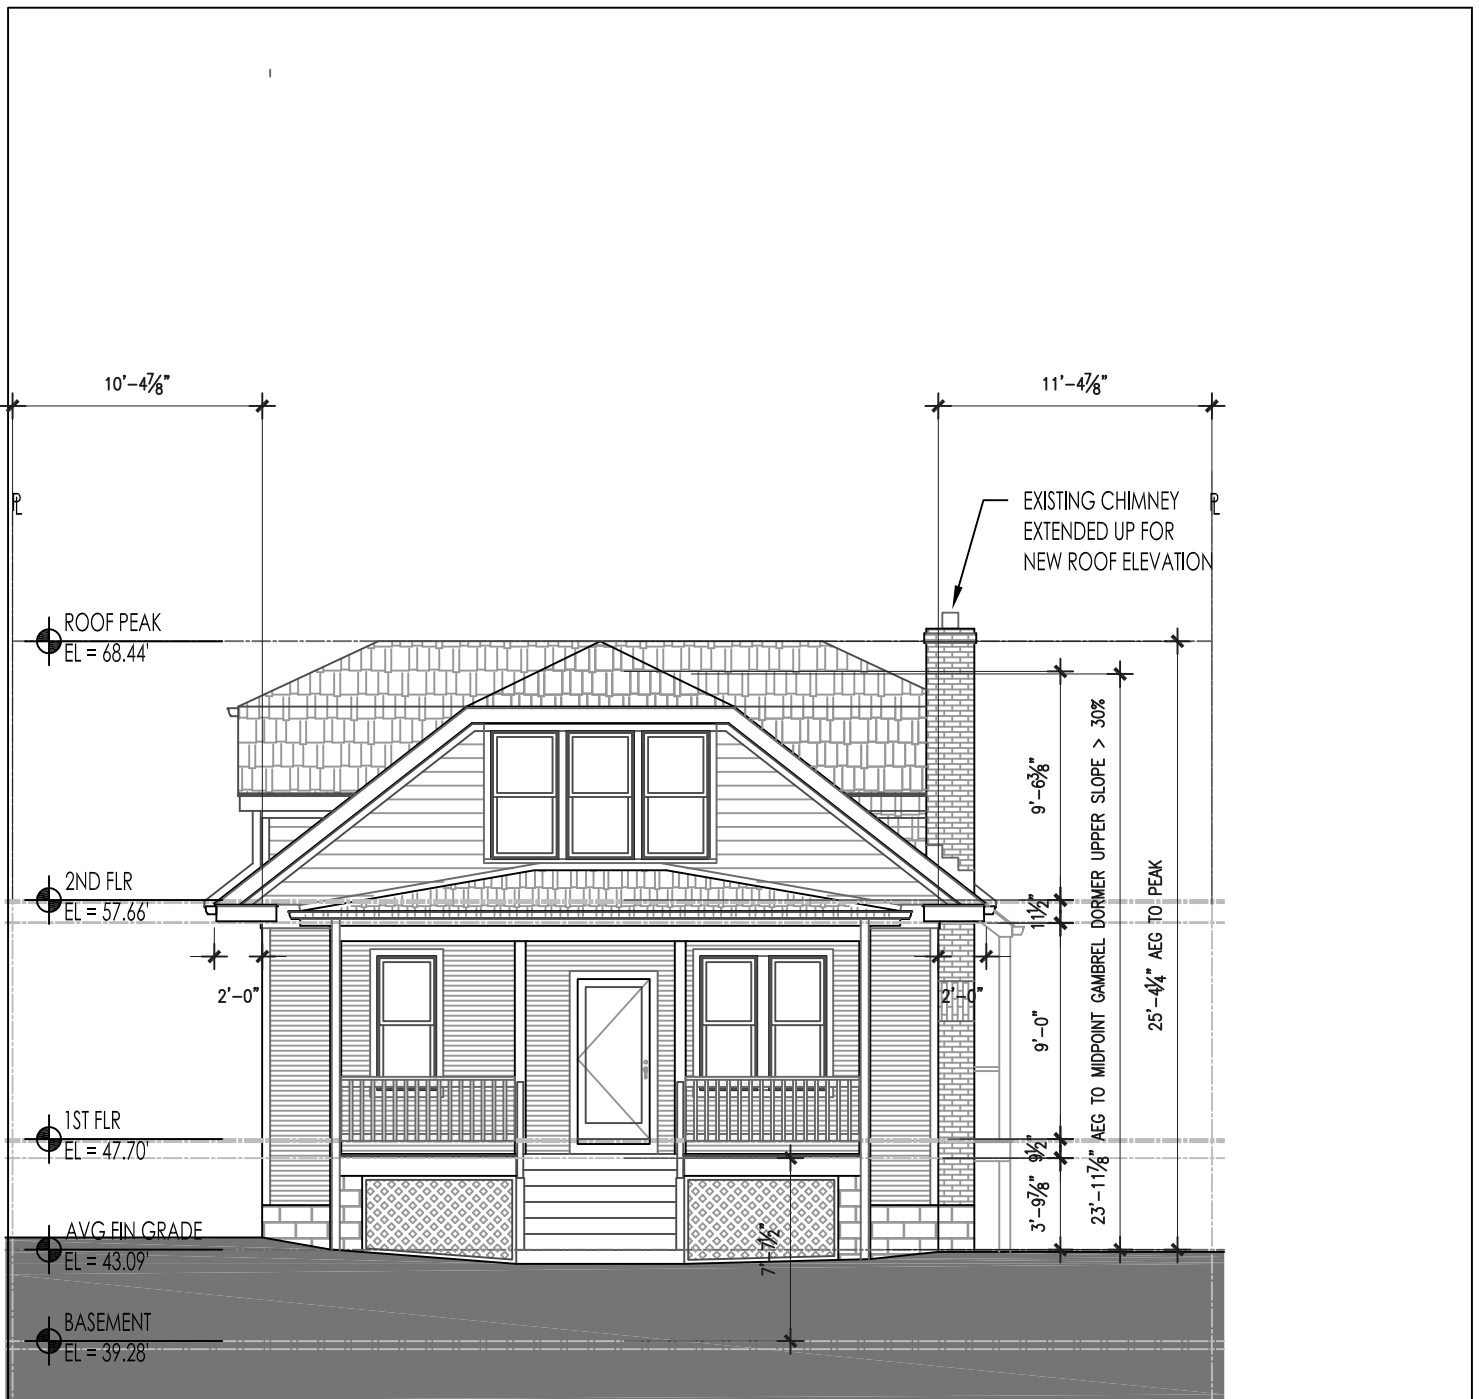 10'-4⅞"
11'-4⅞"
EXISTING CHIMNEY
EXTENDED UP FOR
NEW ROOF ELEVATION
PL
PL
ROOF PEAK
EL = 68.44'
9'-6⅜"
23'-11⅞" AEG TO MIDPOINT GAMBREL DORMER UPPER SLOPE > 30%
25'-4¼" AEG TO PEAK
2ND FLR
EL = 57.66'
11½"
2'-0"
2'-0"
9'-0"
1ST FLR
EL = 47.70'
9½"
3'-9⅞"
AVG FIN GRADE
EL = 43.09'
7'-7½"
BASEMENT
EL = 39.28'